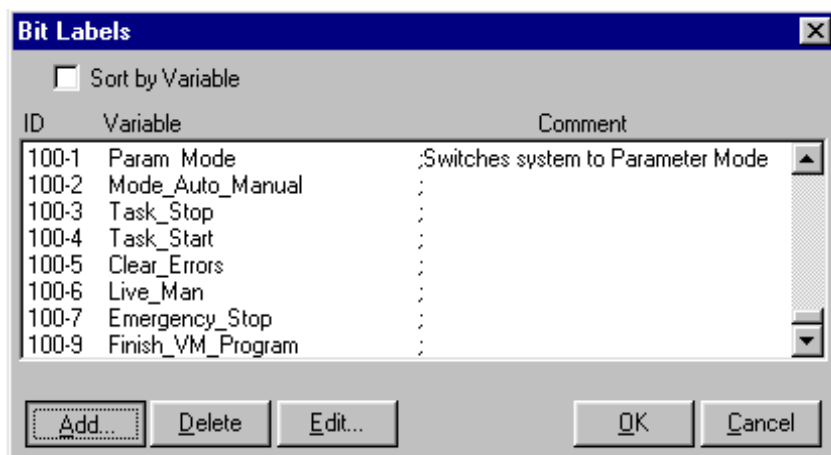 Bit Labels
Sort by Variable
ID Variable Comment
100-1 Param_Mode ;Switches system to Parameter Mode
100-2 Mode_Auto_Manual ;
100-3 Task_Stop ;
100-4 Task_Start ;
100-5 Clear_Errors ;
100-6 Live_Man ;
100-7 Emergency_Stop ;
100-9 Finish_VM_Program ;
Add... Delete Edit... OK Cancel